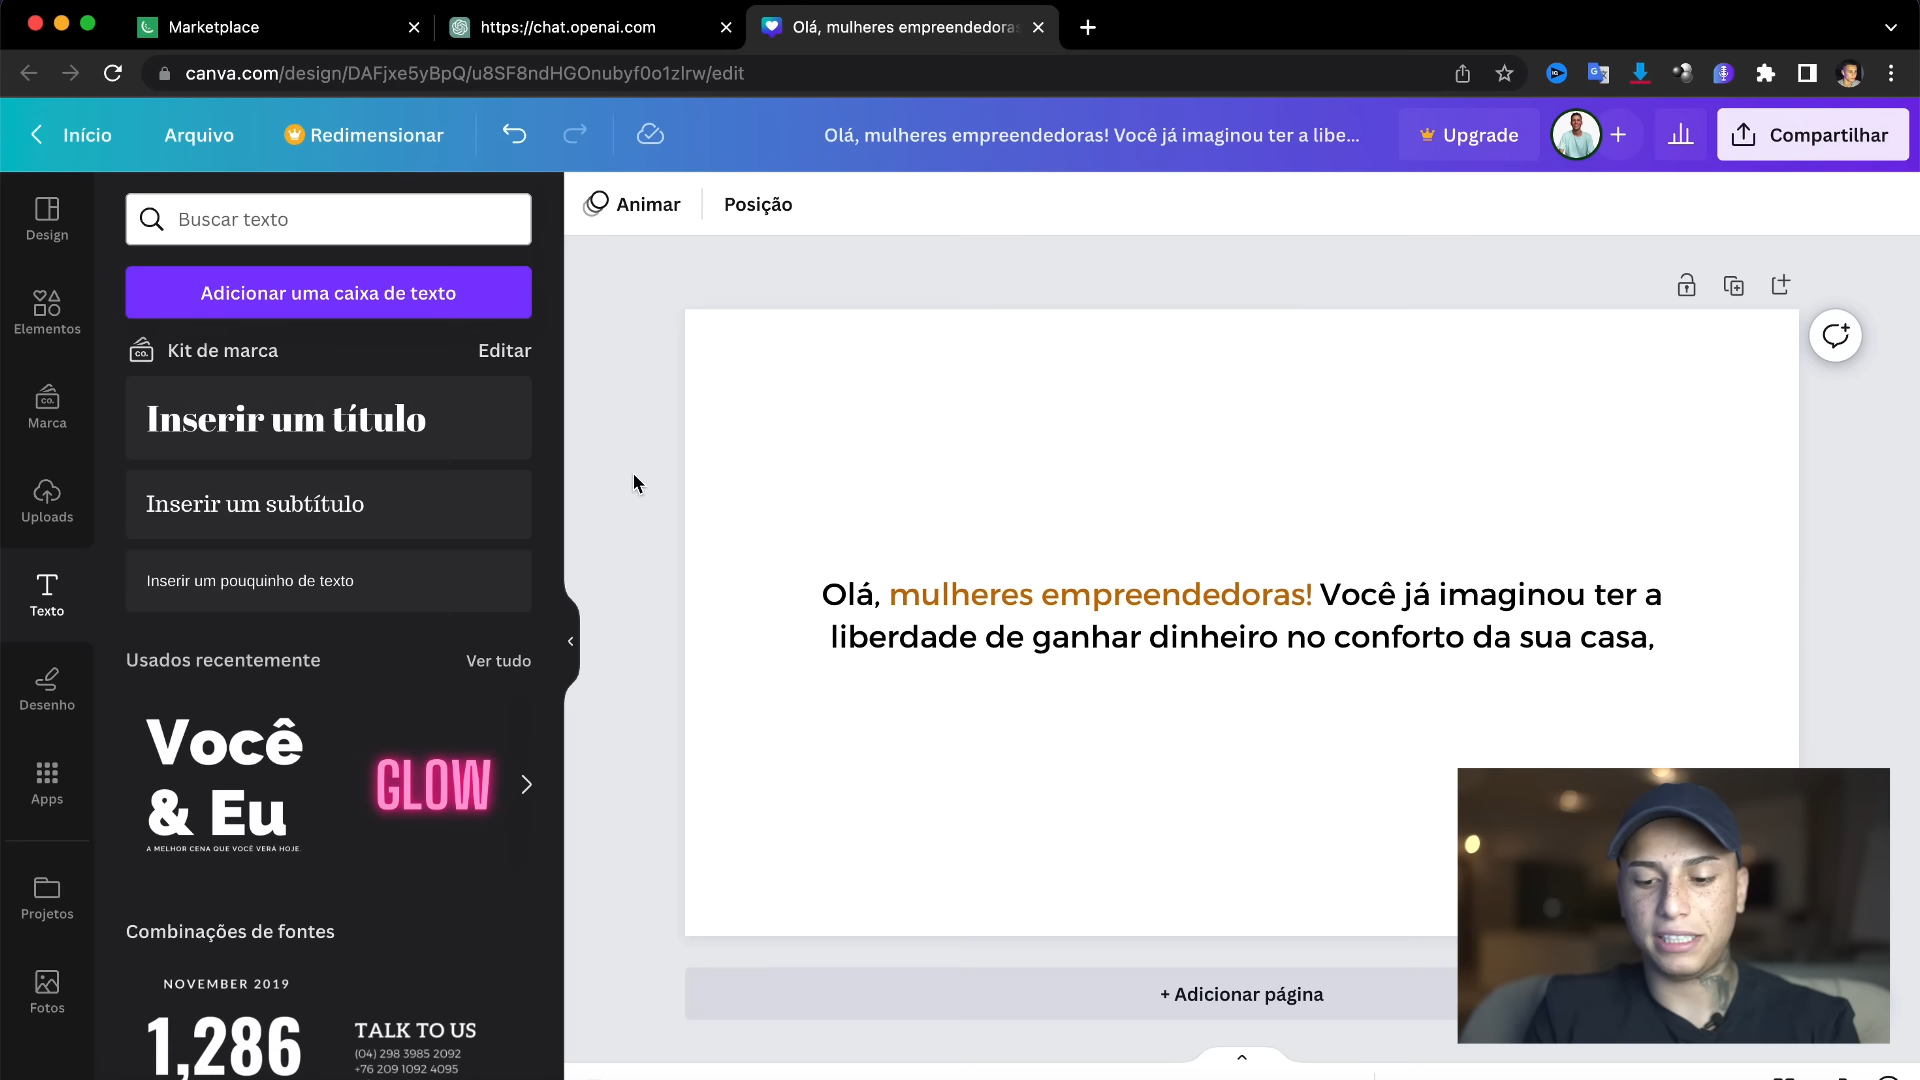 Marketplace
https://chat.openai.com
Olá, mulheres empreendedoras
canva.com/design/DAFjxe5yBpQ/u8SF8ndHGOnubyf0o1zIrw/edit
Início
Arquivo
Redimensionar
Olá, mulheres empreendedoras! Você já imaginou ter a libe...
Upgrade
Compartilhar
Design
Elementos
Marca
Uploads
Texto
Desenho
Apps
Projetos
Fotos
Buscar texto
Adicionar uma caixa de texto
Kit de marca
Editar
Inserir um título
Inserir um subtítulo
Inserir um pouquinho de texto
Usados recentemente
Ver tudo
Você
& Eu
A MELHOR CENA QUE VOCÊ VERÁ HOJE.
GLOW
Combinações de fontes
NOVEMBER 2019
1,286
TALK TO US
(04) 298 3985 2092
+76 209 1092 4095
Animar
Posição
Olá, mulheres empreendedoras! Você já imaginou ter a
liberdade de ganhar dinheiro no conforto da sua casa,
+ Adicionar página